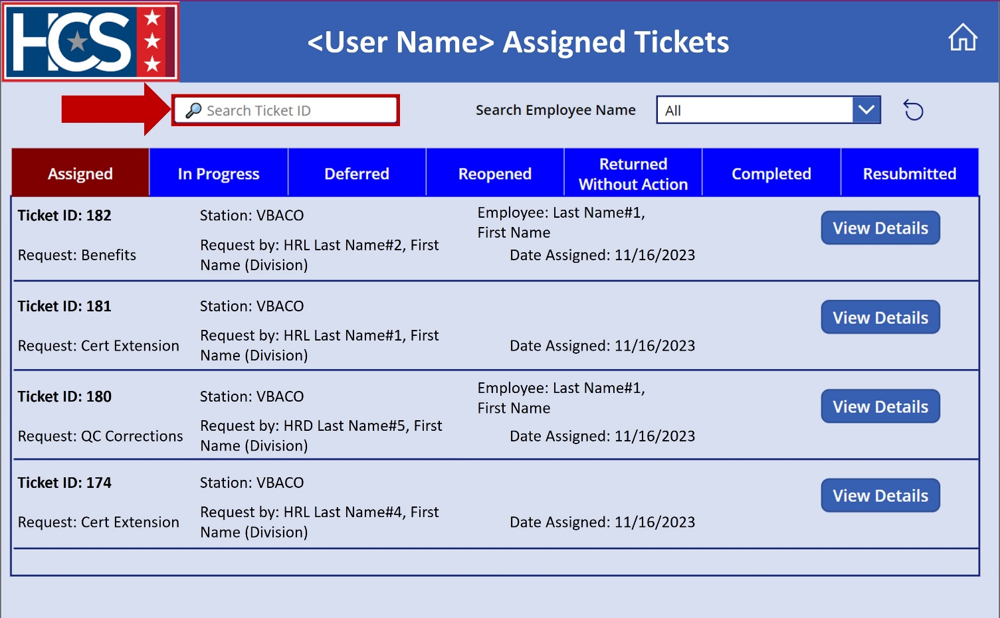 HCS
<User Name> Assigned Tickets
Search Ticket ID
Search Employee Name
All
Assigned
In Progress
Deferred
Reopened
Returned
Without Action
Completed
Resubmitted
Ticket ID: 182
Station: VBACO
Employee: Last Name#1,
First Name
View Details
Request: Benefits
Request by: HRL Last Name#2, First
Name (Division)
Date Assigned: 11/16/2023
Ticket ID: 181
Station: VBACO
View Details
Request: Cert Extension
Request by: HRL Last Name#1, First
Name (Division)
Date Assigned: 11/16/2023
Ticket ID: 180
Station: VBACO
Employee: Last Name#1,
First Name
View Details
Request: QC Corrections
Request by: HRD Last Name#5, First
Name (Division)
Date Assigned: 11/16/2023
Ticket ID: 174
Station: VBACO
View Details
Request: Cert Extension
Request by: HRL Last Name#4, First
Name (Division)
Date Assigned: 11/16/2023